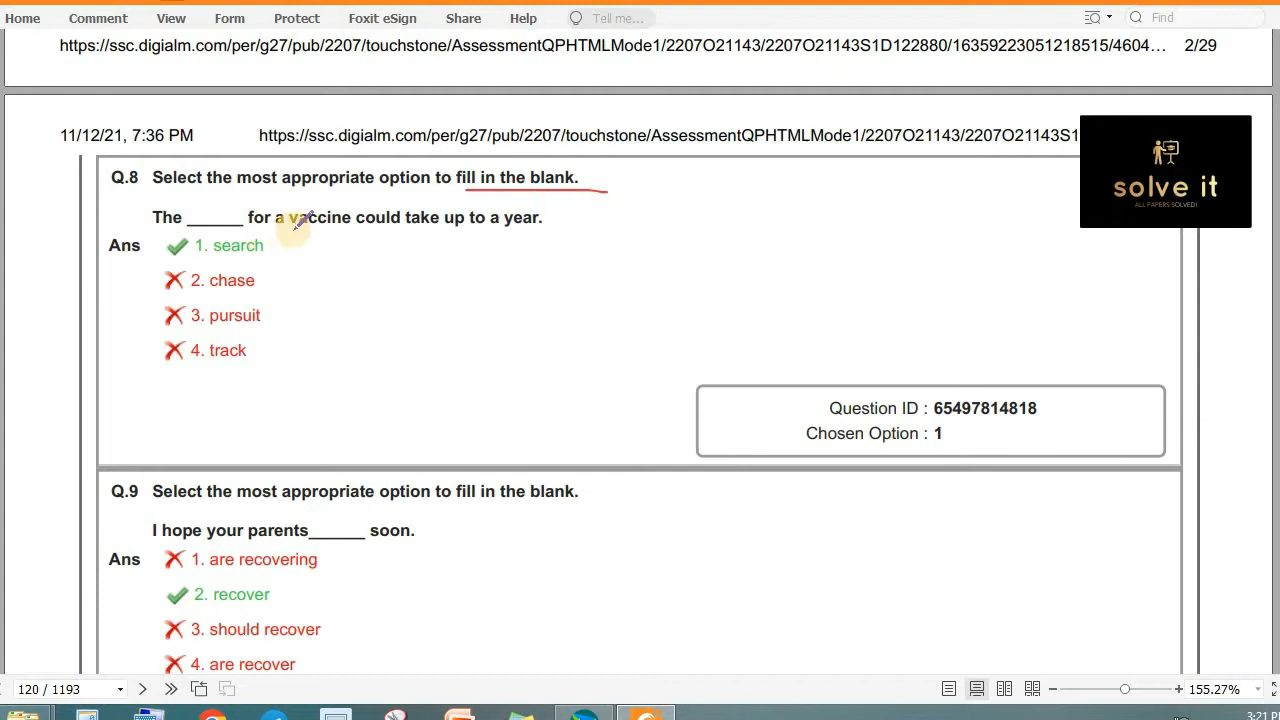 Home Comment View Form Protect Foxit eSign Share Help Tell me... Find
https://ssc.digialm.com/per/g27/pub/2207/touchstone/AssessmentQPHTMLMode1/2207O21143/2207O21143S1D122880/16359223051218515/4604… 2/29
11/12/21, 7:36 PM https://ssc.digialm.com/per/g27/pub/2207/touchstone/AssessmentQPHTMLMode1/2207O21143/2207O21143S1
solve it
ALL PAPERS SOLVED!
Q.8 Select the most appropriate option to fill in the blank.
The ______ for a vaccine could take up to a year.
Ans 1. search
2. chase
3. pursuit
4. track
Question ID : 65497814818
Chosen Option : 1
Q.9 Select the most appropriate option to fill in the blank.
I hope your parents______ soon.
Ans 1. are recovering
2. recover
3. should recover
4. are recover
120 / 1193 155.27%
3:21 P